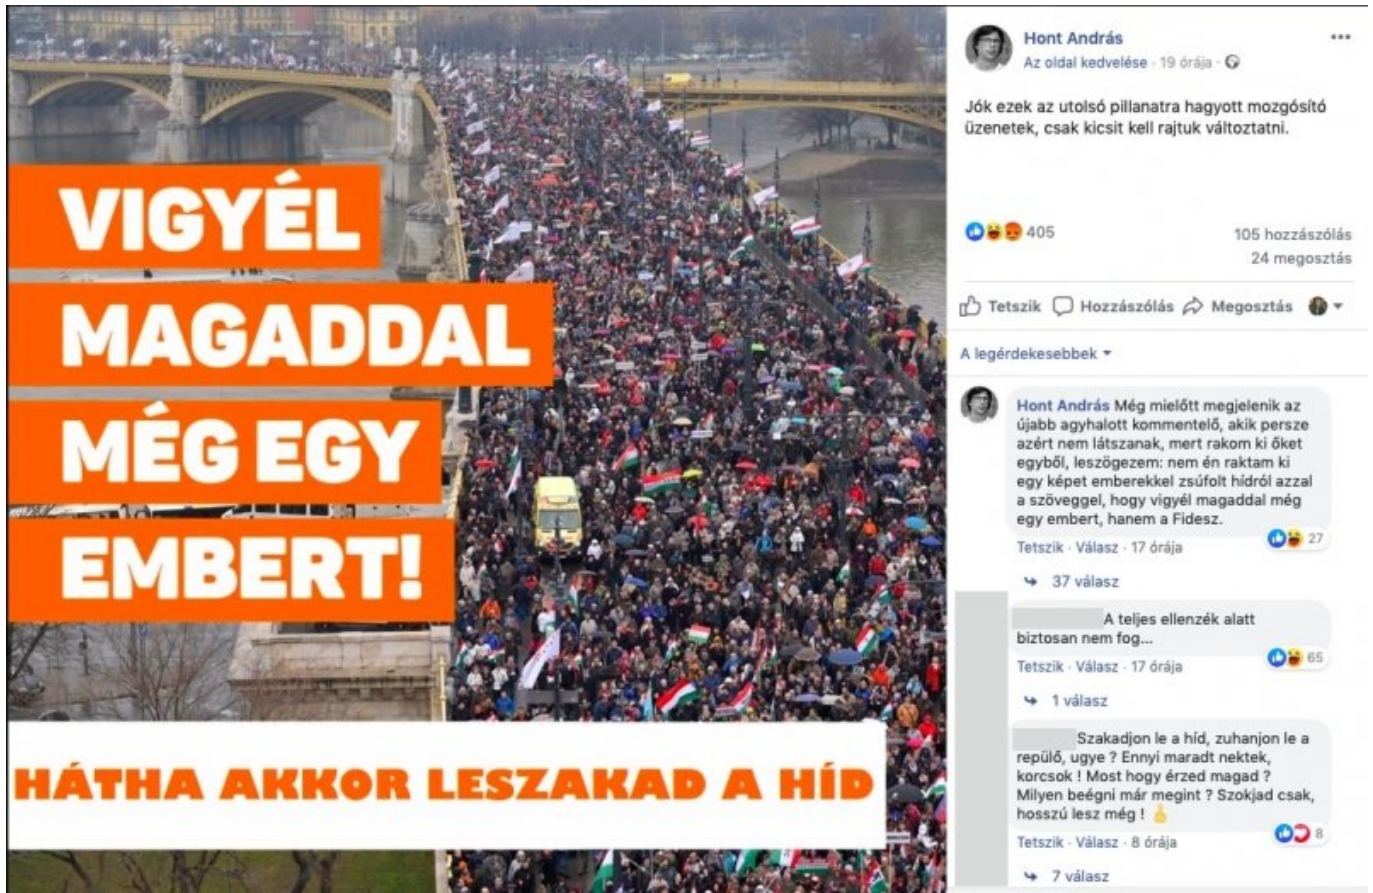 VIGYÉL
MAGADDAL
MÉG EGY
EMBERT!
HÁTHA AKKOR LESZAKAD A HÍD
Hont András
Az oldal kedvelése · 19 órája ·
Jók ezek az utolsó pillanatra hagyott mozgósító
üzenetek, csak kicsit kell rajtuk változtatni.
405
105 hozzászólás
24 megosztás
Tetszik Hozzászólás Megosztás
A legérdekesebbek
Hont András Még mielőtt megjelenik az
újabb agyhalott kommentelő, akik persze
azért nem látszanak, mert rakom ki őket
egyből, leszögezem: nem én raktam ki
egy képet emberekkel zsúfolt hídról azzal
a szöveggel, hogy vigyél magaddal még
egy embert, hanem a Fidesz.
27
Tetszik · Válasz · 17 órája
37 válasz
A teljes ellenzék alatt
biztosan nem fog...
65
Tetszik · Válasz · 17 órája
1 válasz
Szakadjon le a híd, zuhanjon le a
repülő, ugye ? Ennyi maradt nektek,
korcsok ! Most hogy érzed magad ?
Milyen beégni már megint ? Szokjad csak,
hosszú lesz még !
8
Tetszik · Válasz · 8 órája
7 válasz